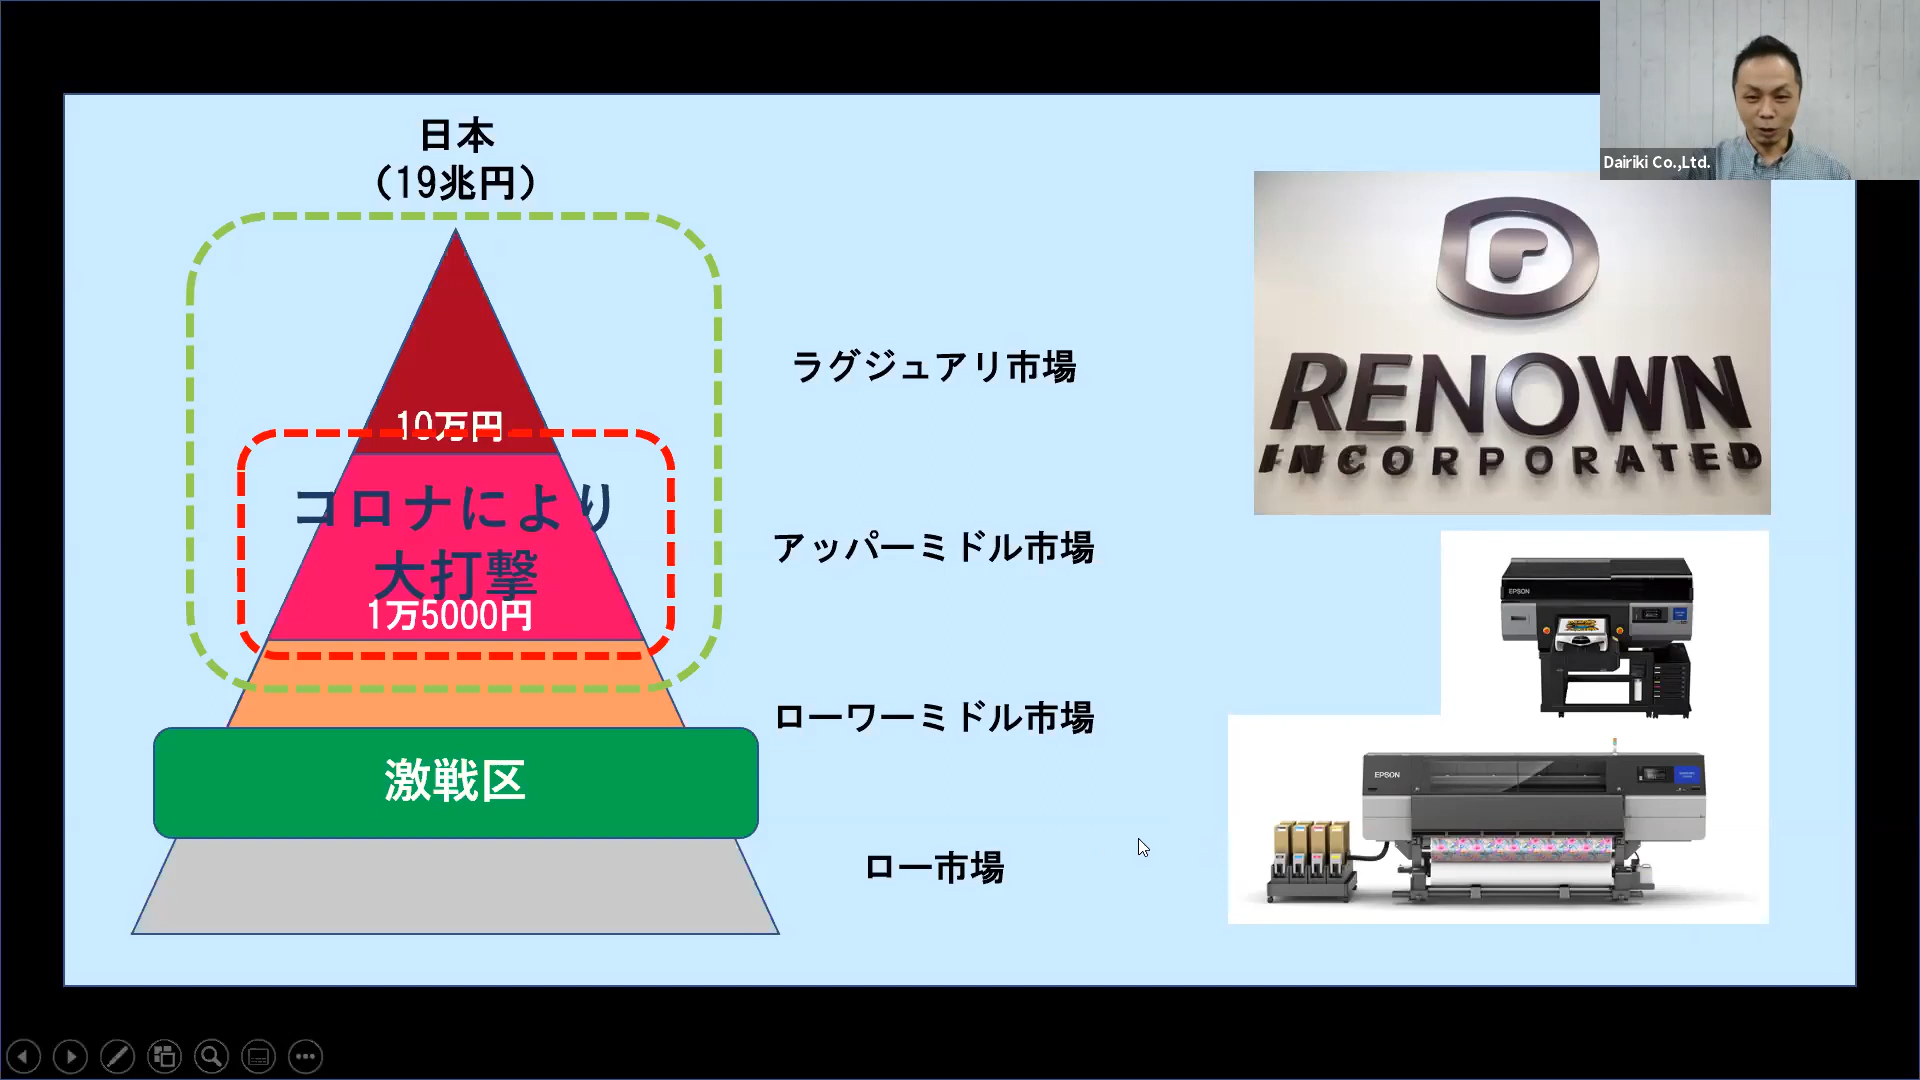 日本
（19兆円）
Dairiki Co.,Ltd.
RENOWN
INCORPORATED
ラグジュアリ市場
10万円
コロナにより
大打撃
1万5000円
アッパーミドル市場
EPSON
ローワーミドル市場
激戦区
EPSON
ロー市場